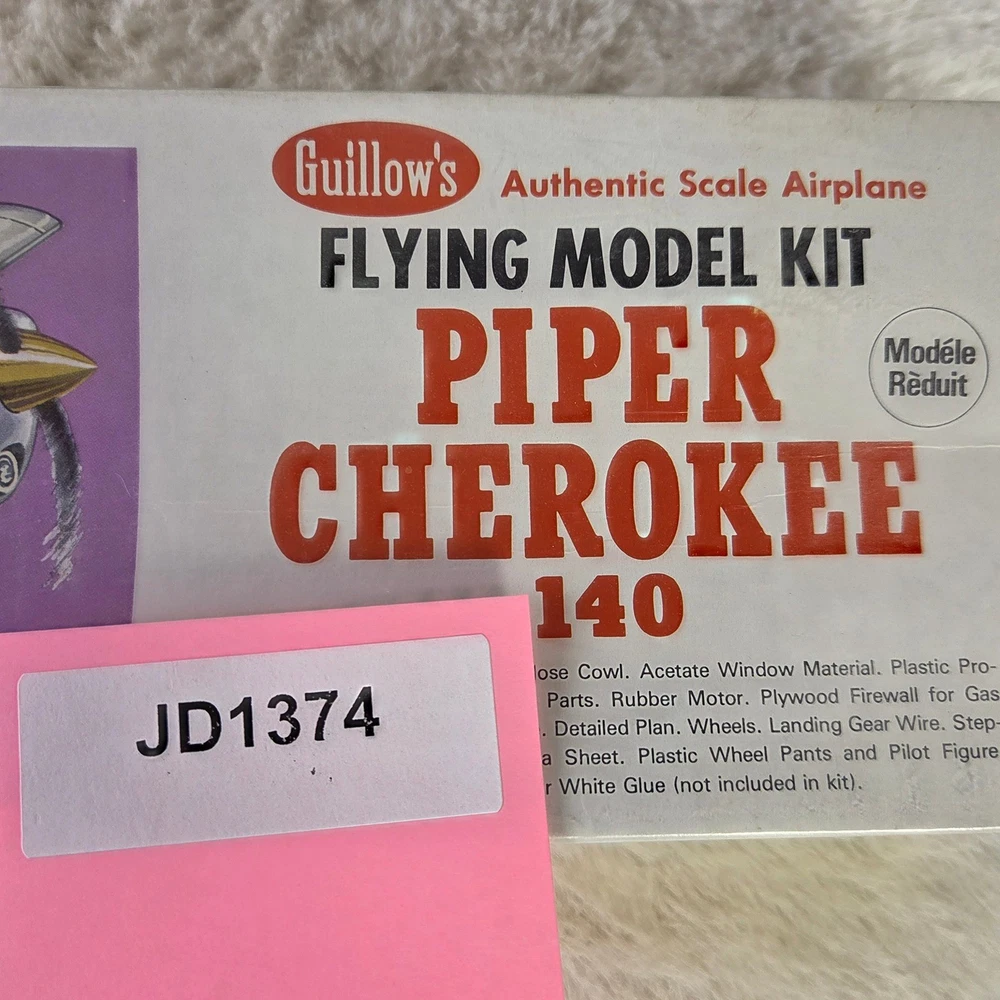 Guillow's
Authentic Scale Airplane
FLYING MODEL KIT
PIPER
CHEROKEE
140
Modéle
Rèduit
Cowl. Acetate Window Material. Plastic Pro-
Parts. Rubber Motor. Plywood Firewall for Gas
Detailed Plan. Wheels. Landing Gear Wire. Step-
Sheet. Plastic Wheel Pants and Pilot Figure
White Glue (not included in kit).
JD1374